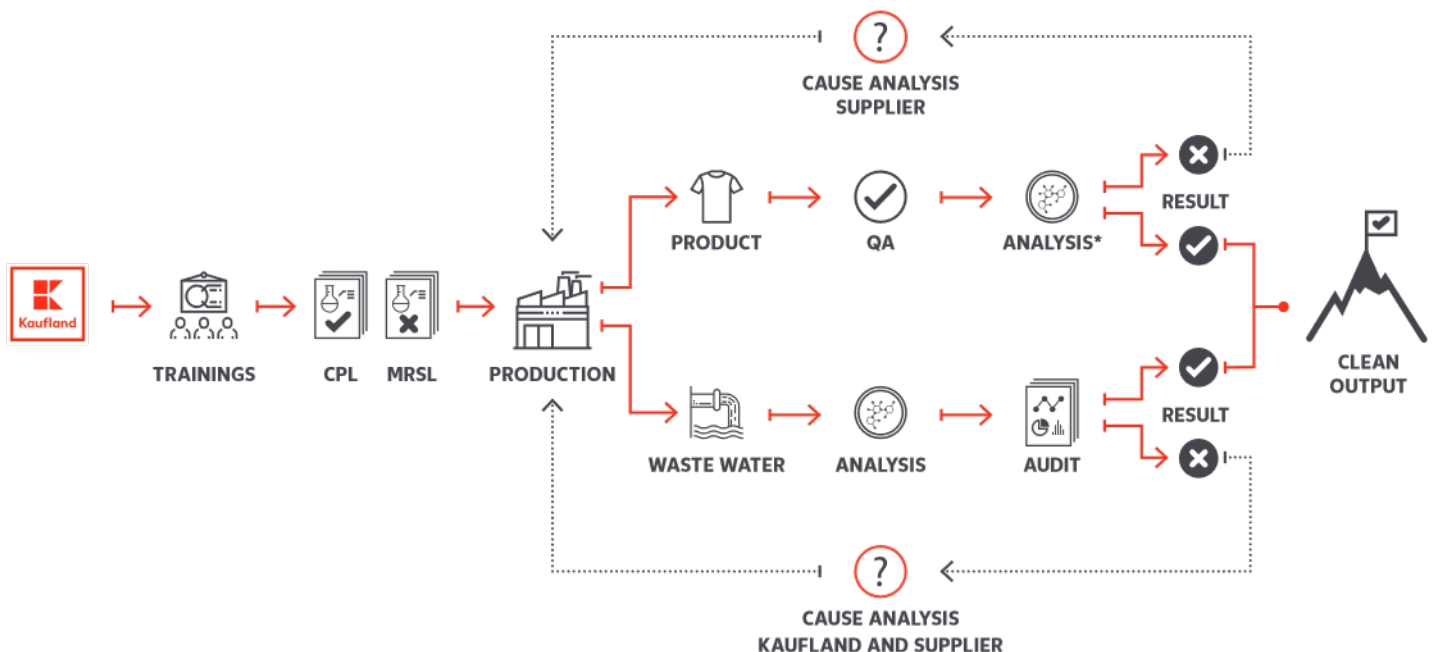 ?
CAUSE ANALYSIS
SUPPLIER
RESULT
PRODUCT
QA
ANALYSIS*
Kaufland
TRAININGS
CPL
MRSL
PRODUCTION
CLEAN
OUTPUT
RESULT
WASTE WATER
ANALYSIS
AUDIT
?
CAUSE ANALYSIS
KAUFLAND AND SUPPLIER